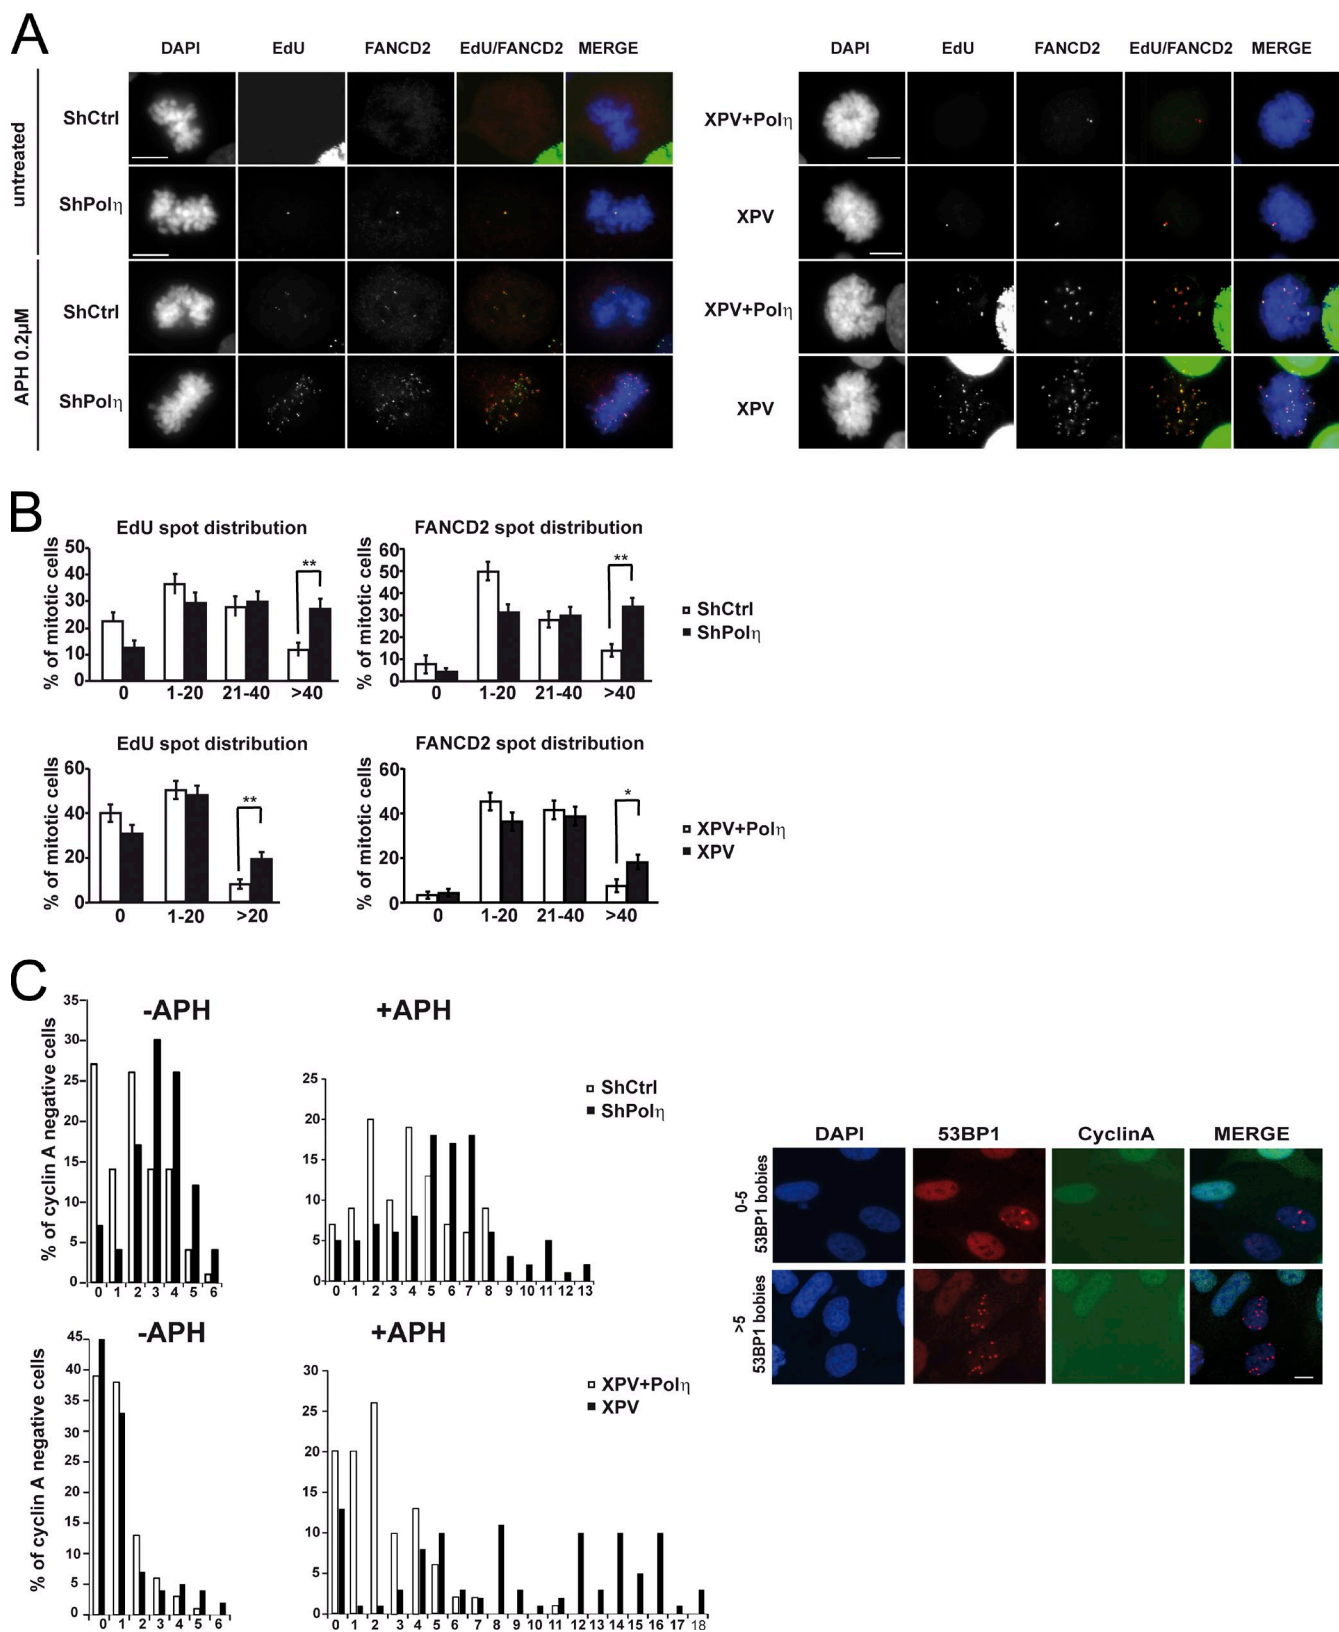 A
DAPI EdU FANCD2 EdU/FANCD2 MERGE
untreated
ShCtrl
ShPolη
APH 0.2µM
ShCtrl
ShPolη
DAPI EdU FANCD2 EdU/FANCD2 MERGE
XPV+Polη
XPV
XPV+Polη
XPV
B
EdU spot distribution
% of mitotic cells
50
40
30
20
10
0
0 1-20 21-40 >40
**
FANCD2 spot distribution
% of mitotic cells
60
50
40
30
20
10
0
0 1-20 21-40 >40
**
ShCtrl
ShPolη
EdU spot distribution
% of mitotic cells
60
40
20
0
0 1-20 >20
**
FANCD2 spot distribution
% of mitotic cells
60
40
20
0
0 1-20 21-40 >40
*
XPV+Polη
XPV
C
-APH
% of cyclin A negative cells
35
30
25
20
15
10
5
0
0 1 2 3 4 5 6
+APH
25
20
15
10
5
0
0 1 2 3 4 5 6 7 8 9 10 11 12 13
ShCtrl
ShPolη
-APH
% of cyclin A negative cells
45
40
35
30
25
20
15
10
5
0
0 1 2 3 4 5 6
+APH
30
25
20
15
10
5
0
0 1 2 3 4 5 6 7 8 9 10 11 12 13 14 15 16 17 18
XPV+Polη
XPV
DAPI 53BP1 CyclinA MERGE
0-5
53BP1 bobies
>5
53BP1 bobies